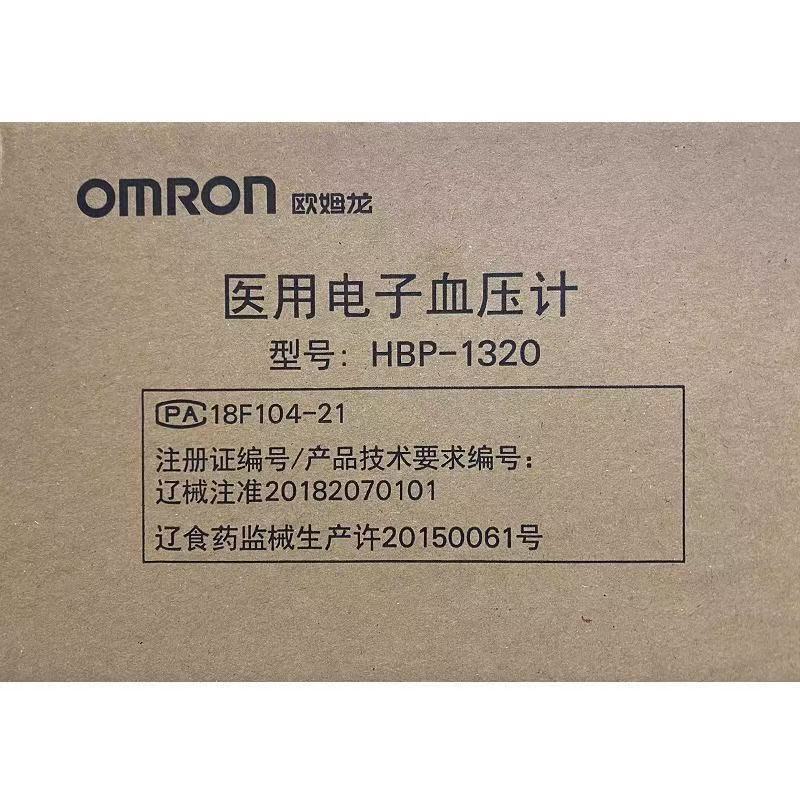 OMRON 欧姆龙
医用电子血压计
型号：HBP-1320
PA 18F104-21
注册证编号/产品技术要求编号：
辽械注准20182070101
辽食药监械生产许20150061号